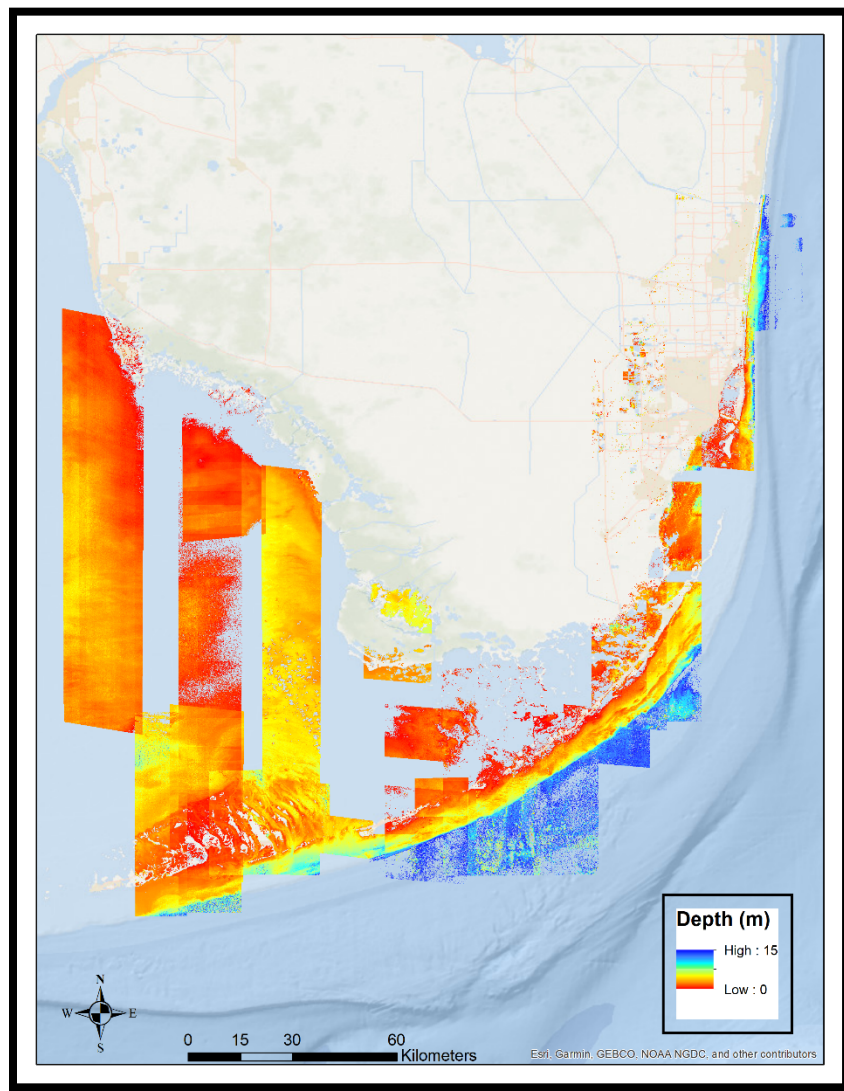 Depth (m)
High : 15
Low : 0
N
W E
S
0 15 30 60
Kilometers
Esri, Garmin, GEBCO, NOAA NGDC, and other contributors